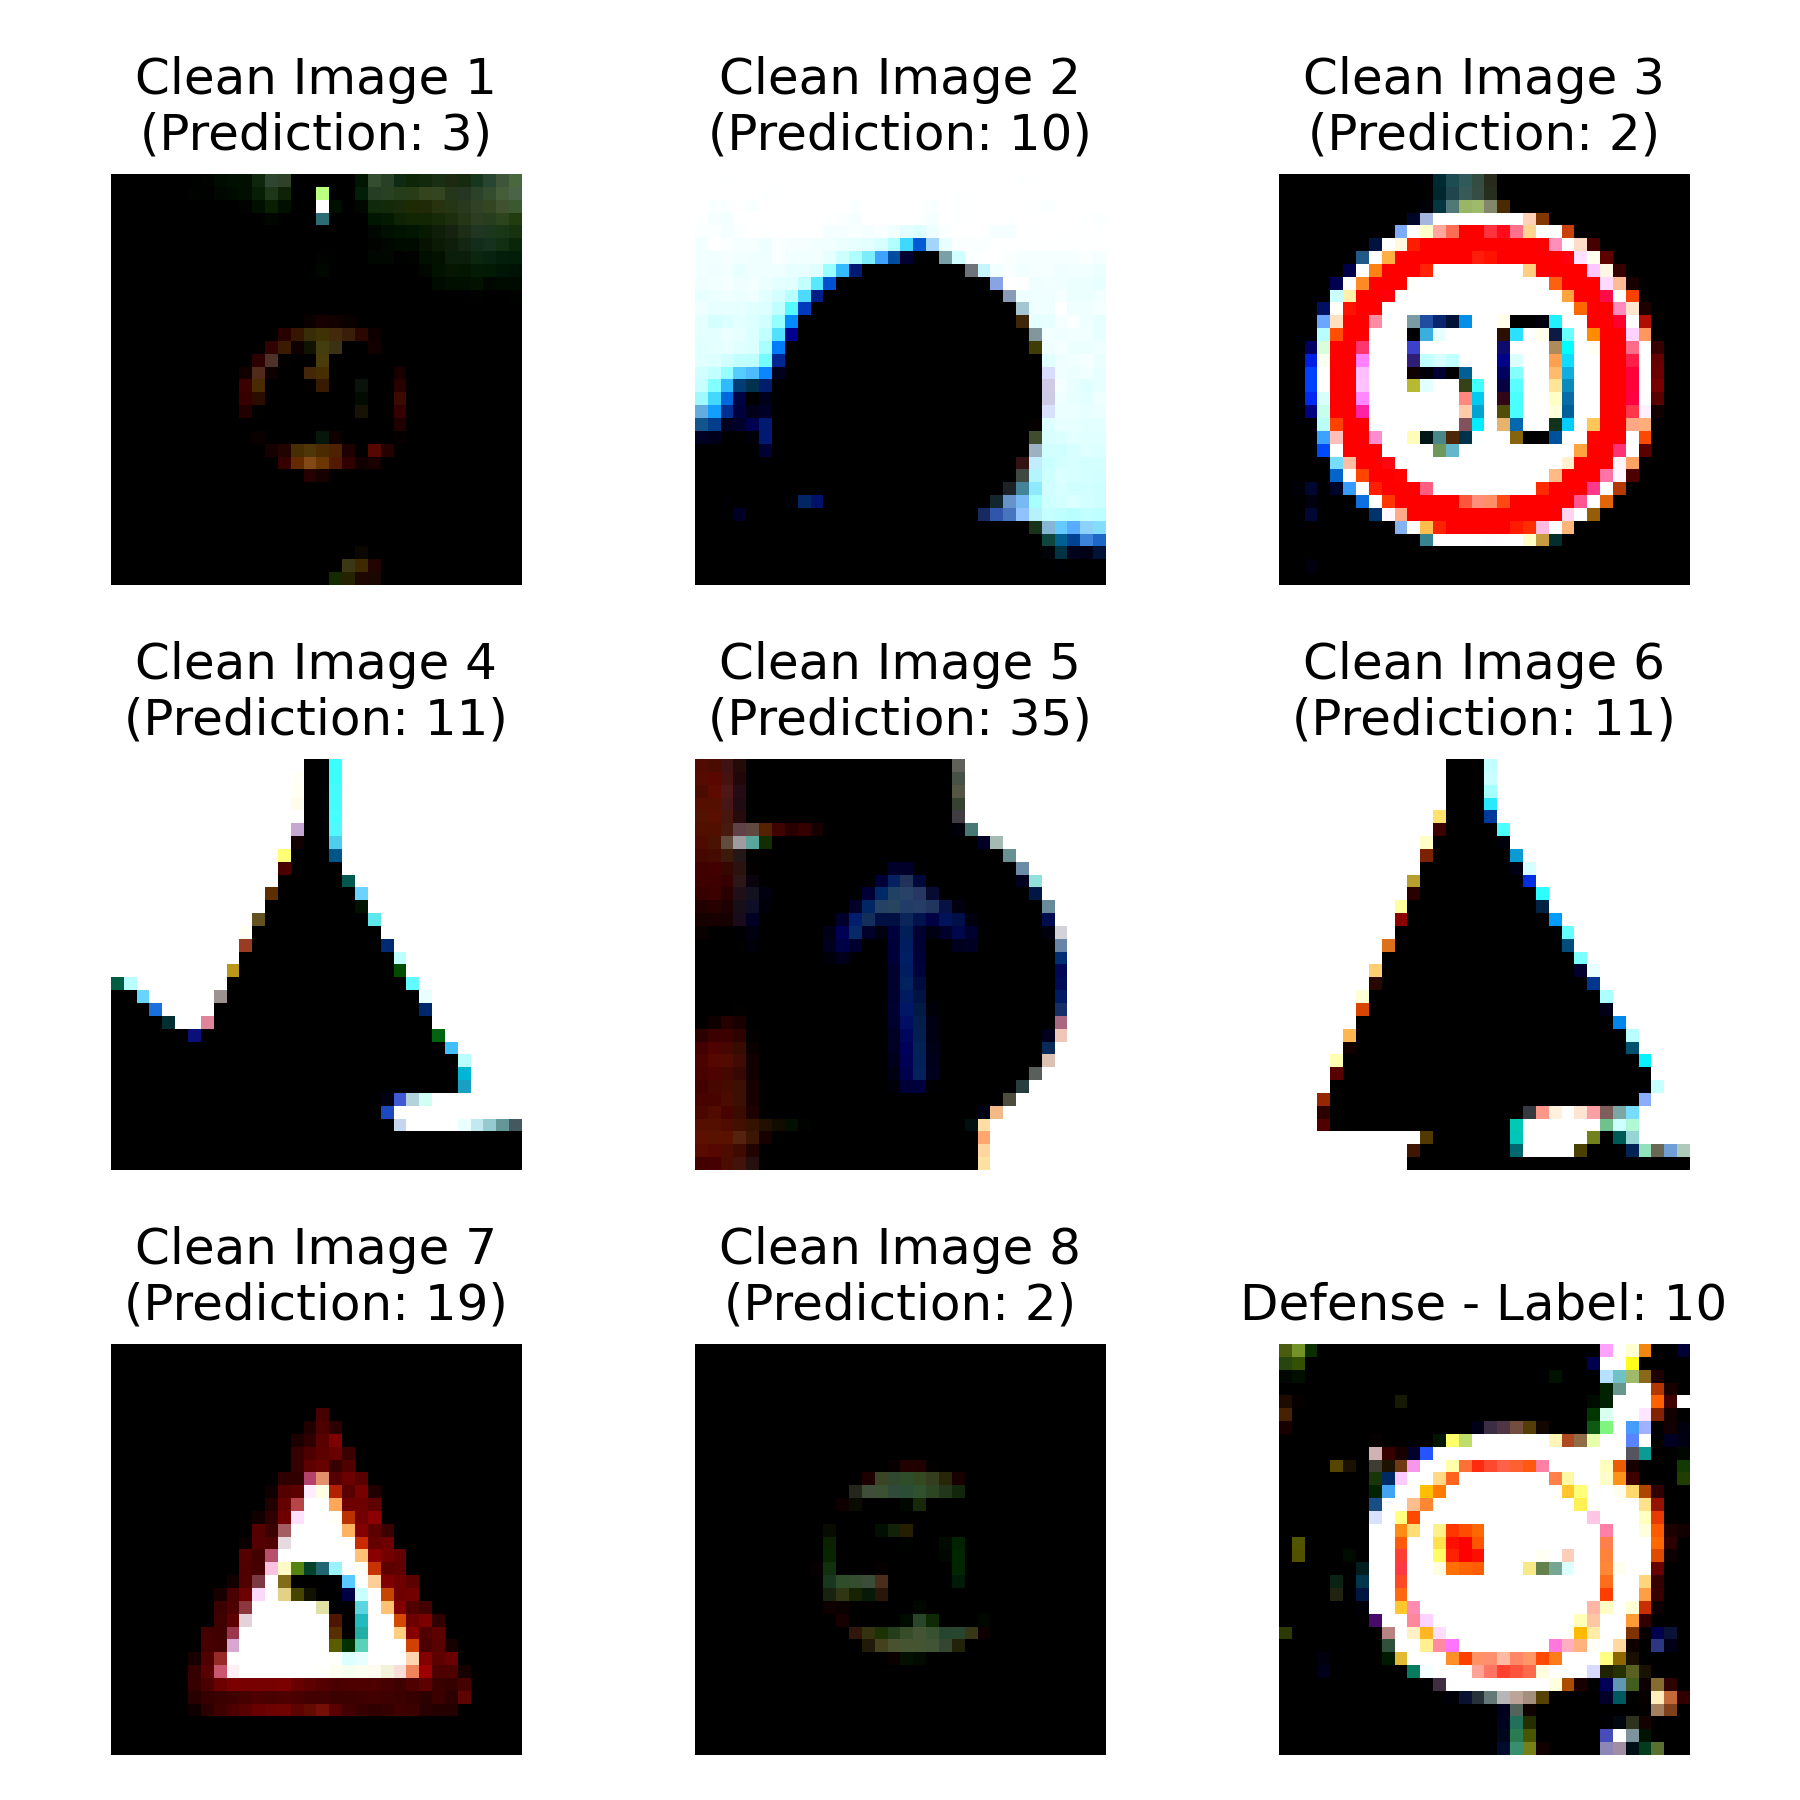 Clean Image 1
(Prediction: 3)
Clean Image 2
(Prediction: 10)
Clean Image 3
(Prediction: 2)
50
Clean Image 4
(Prediction: 11)
Clean Image 5
(Prediction: 35)
Clean Image 6
(Prediction: 11)
Clean Image 7
(Prediction: 19)
Clean Image 8
(Prediction: 2)
Defense - Label: 10